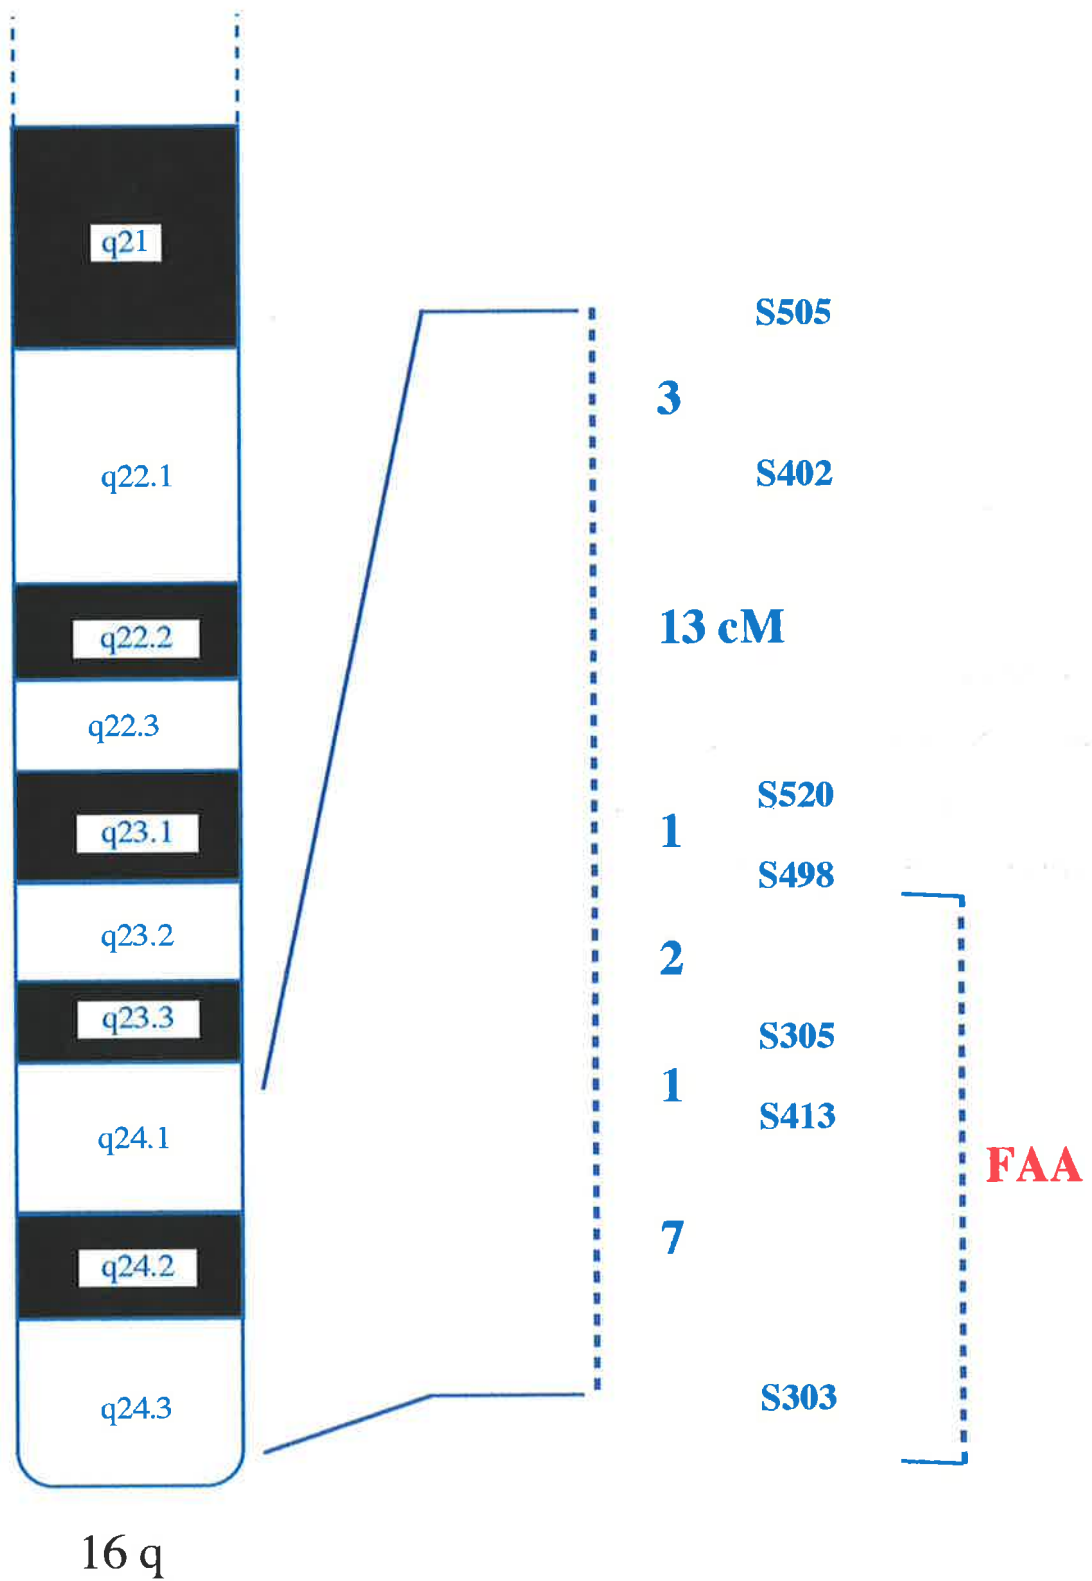 q21
q22.1
q22.2
q22.3
q23.1
q23.2
q23.3
q24.1
q24.2
q24.3
16 q
S505
3
S402
13 cM
S520
1
S498
2
S305
1
S413
7
S303
FAA